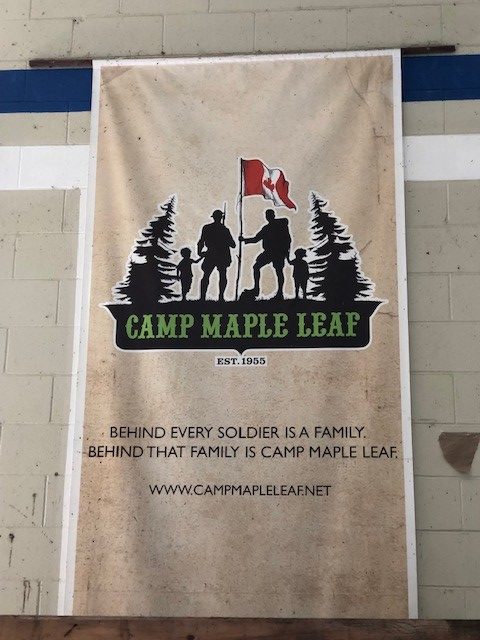 CAMP MAPLE LEAF
EST. 1955
BEHIND EVERY SOLDIER IS A FAMILY.
BEHIND THAT FAMILY IS CAMP MAPLE LEAF.
WWW.CAMPMAPLELEAF.NET